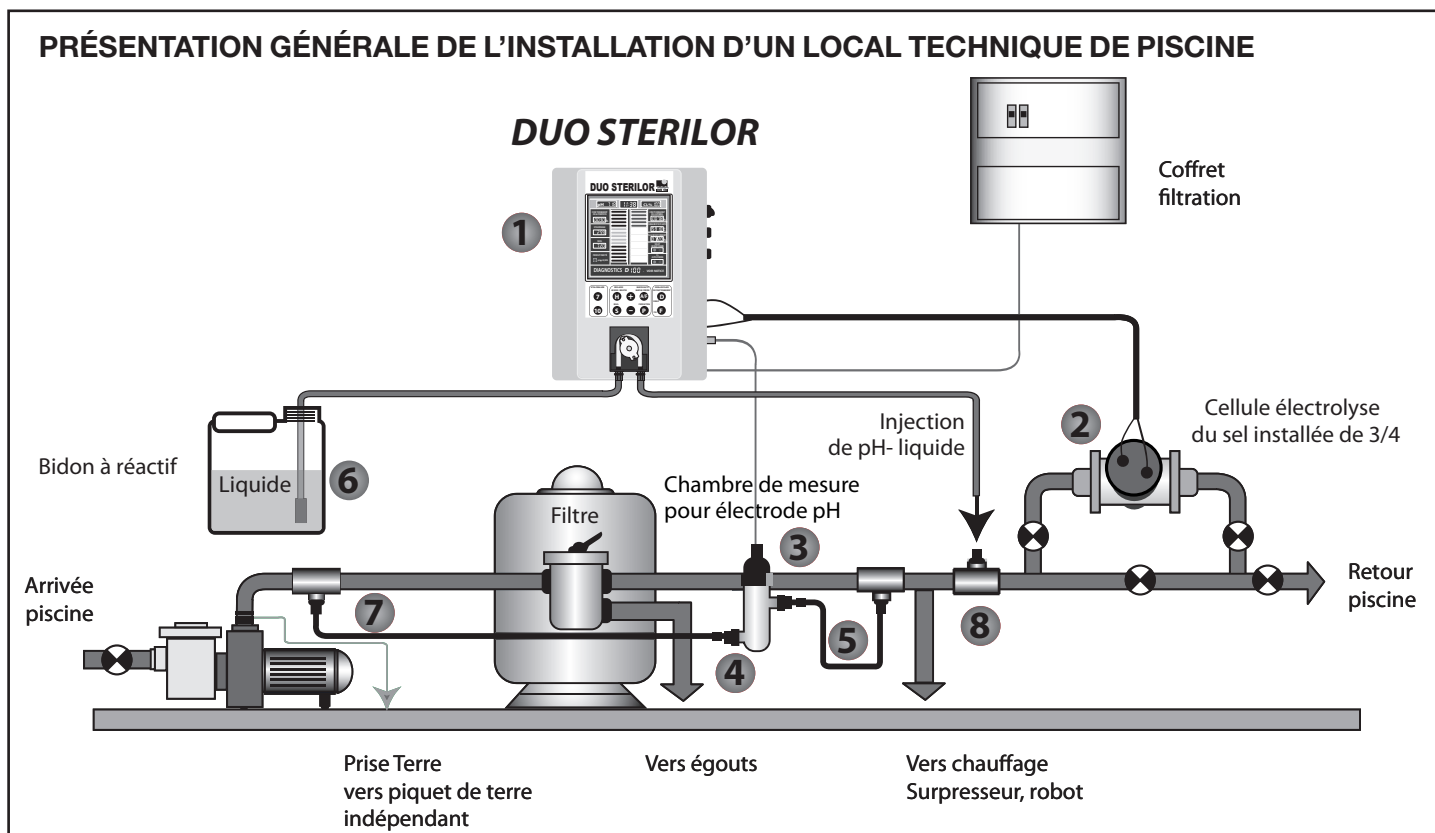 PRÉSENTATION GÉNÉRALE DE L'INSTALLATION D'UN LOCAL TECHNIQUE DE PISCINE
DUO STERILOR
Coffret
filtration
1
DUO STERILOR
DIAGNOSTICS
7
H
+
D
10
S
-
P
F
2
Cellule électrolyse
du sel installée de 3/4
Injection
de pH- liquide
Bidon à réactif
Liquide
6
Filtre
Chambre de mesure
pour électrode pH
3
Arrivée
piscine
Retour
piscine
7
5
8
4
Prise Terre
vers piquet de terre
indépendant
Vers égouts
Vers chauffage
Surpresseur, robot